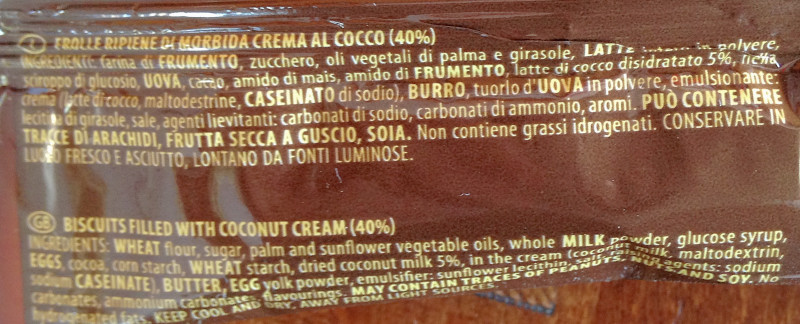 I FROLLE RIPIENE DI MORBIDA CREMA AL COCCO (40%)
INGREDIENTI: farina di FRUMENTO, zucchero, oli vegetali di palma e girasole, LATTE in polvere,
sciroppo di glucosio, UOVA, cacao, amido di mais, amido di FRUMENTO, latte di cocco disidratato 5%, nella
crema (latte di cocco, maltodestrine, CASEINATO di sodio), BURRO, tuorlo d'UOVA in polvere, emulsionante:
lecitina di girasole, sale, agenti lievitanti: carbonati di sodio, carbonati di ammonio, aromi. PUÒ CONTENERE
TRACCE DI ARACHIDI, FRUTTA SECCA A GUSCIO, SOIA. Non contiene grassi idrogenati. CONSERVARE IN
LUOGO FRESCO E ASCIUTTO, LONTANO DA FONTI LUMINOSE.
GB BISCUITS FILLED WITH COCONUT CREAM (40%)
INGREDIENTS: WHEAT flour, sugar, palm and sunflower vegetable oils, whole MILK powder, glucose syrup,
EGGS, cocoa, corn starch, WHEAT starch, dried coconut milk 5%, in the cream (coconut milk, maltodextrin,
sodium CASEINATE), BUTTER, EGG yolk powder, emulsifier: sunflower lecithin, salt, raising agents: sodium
carbonates, ammonium carbonates, flavourings. MAY CONTAIN TRACES OF PEANUTS, NUTS AND SOY. No
hydrogenated fats. KEEP COOL AND DRY, AWAY FROM LIGHT SOURCES.